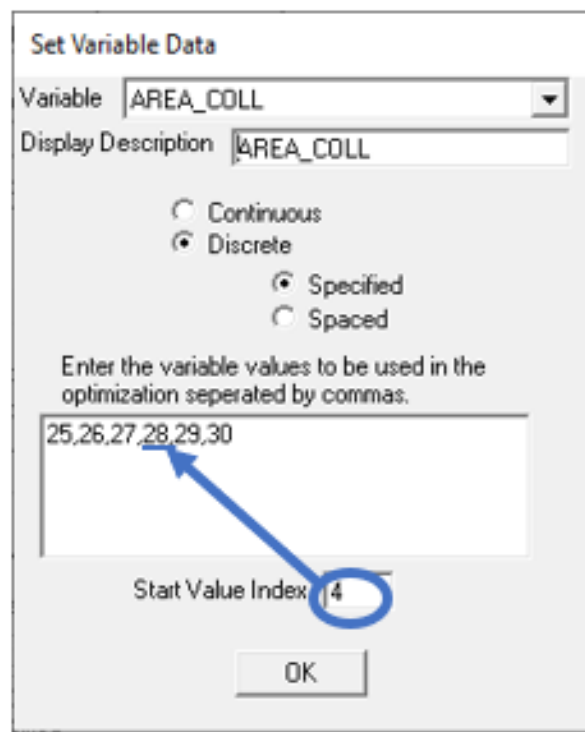 Set Variable Data
Variable AREA_COLL
Display Description AREA_COLL
Continuous
Discrete
Specified
Spaced
Enter the variable values to be used in the
optimization seperated by commas.
25,26,27,28,29,30
Start Value Index 4
OK